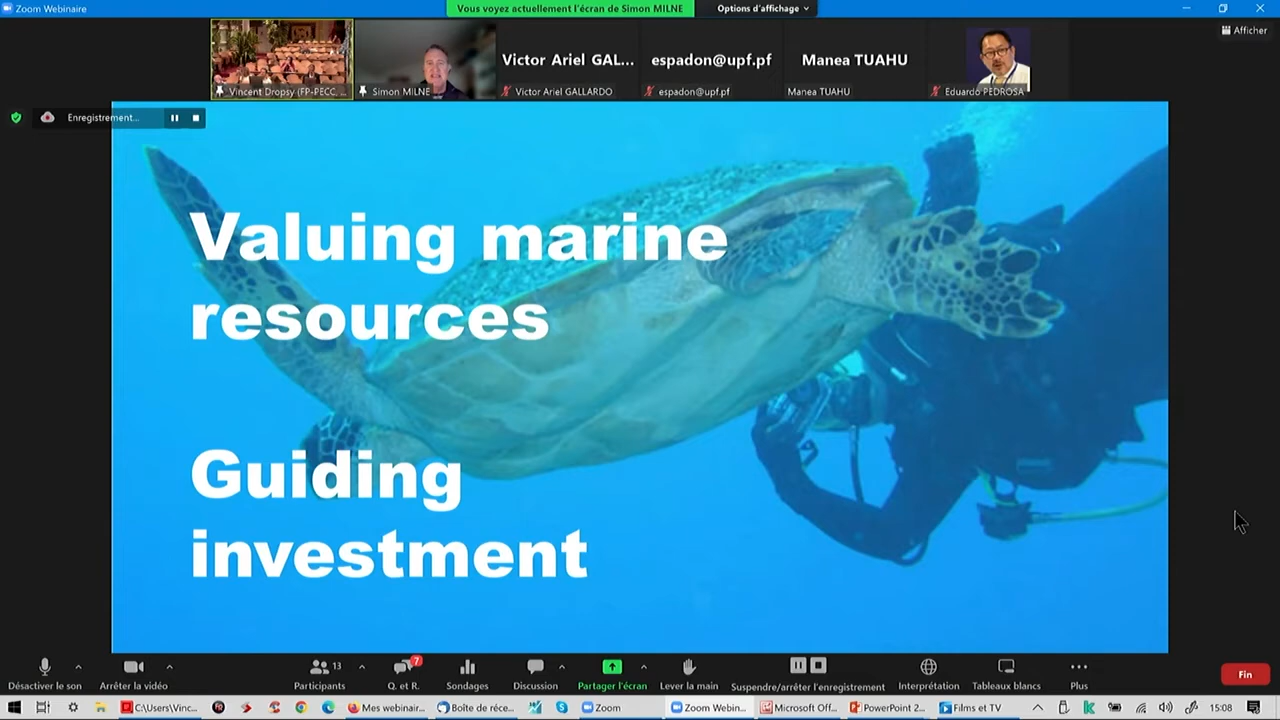 Zoom Webinaire
Vous voyez actuellement l'écran de Simon MILNE
Options d'affichage
Afficher
Vincent Dropsy (FP-PECC, ...
Simon MILNE
Victor Ariel GAL...
Victor Ariel GALLARDO
espadon@upf.pf
espadon@upf.pf
Manea TUAHU
Manea TUAHU
Eduardo PEDROSA
Enregistrement...
Valuing marine
resources
Guiding
investment
Désactiver le son
Arrêter la vidéo
13
Participants
7
Q. et R.
Sondages
Discussion
Partager l'écran
Lever la main
Suspendre/arrêter l'enregistrement
Interprétation
Tableaux blancs
Plus
Fin
C:\Users\Vinc...
Mes webinar...
Boîte de réce...
Zoom
Zoom Webin...
Microsoft Off...
PowerPoint 2...
Films et TV
15:08